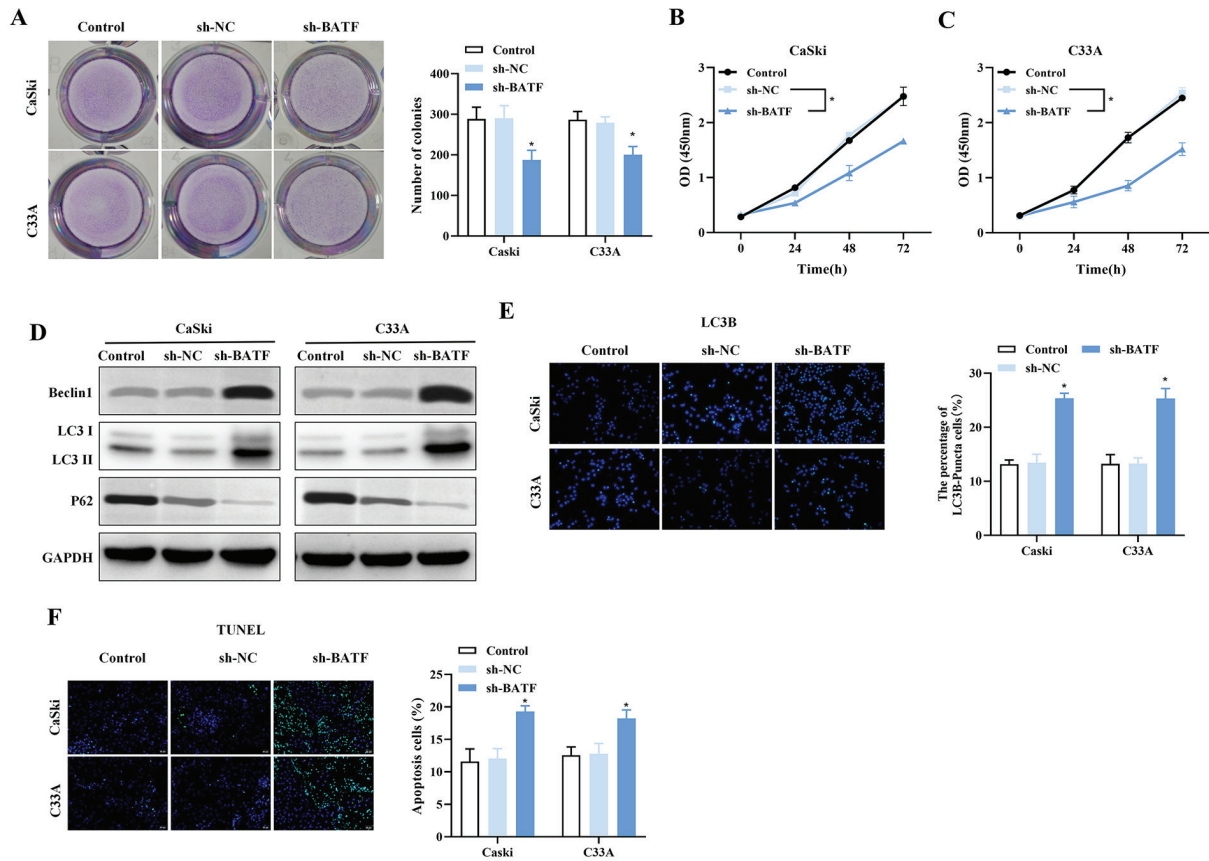 A
Control
sh-NC
sh-BATF
CaSki
C33A
Control
sh-NC
sh-BATF
Number of colonies
400
300
200
100
0
*
*
Caski
C33A
B
CaSki
Control
sh-NC
sh-BATF
*
OD (450nm)
3
2
1
0
0
24
48
72
Time(h)
C
C33A
Control
sh-NC
sh-BATF
*
OD (450nm)
3
2
1
0
0
24
48
72
Time(h)
D
CaSki
C33A
Control
sh-NC
sh-BATF
Control
sh-NC
sh-BATF
Beclin1
LC3 I
LC3 II
P62
GAPDH
E
LC3B
Control
sh-NC
sh-BATF
CaSki
C33A
Control
sh-BATF
sh-NC
The percentage of
LC3B-Puncta cells (%)
30
20
10
0
*
*
Caski
C33A
F
TUNEL
Control
sh-NC
sh-BATF
CaSki
C33A
Control
sh-NC
sh-BATF
Apoptosis cells (%)
25
20
15
10
5
0
*
*
Caski
C33A